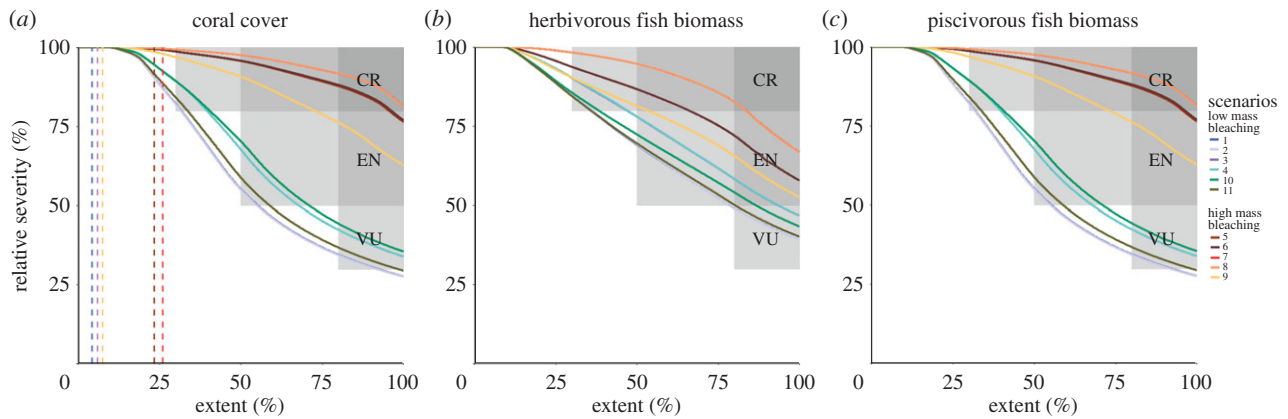 (a) coral cover
relative severity (%)
100
75
50
25
0
25
50
75
100
extent (%)
CR
EN
VU
(b) herbivorous fish biomass
100
75
50
25
0
25
50
75
100
extent (%)
CR
EN
VU
(c) piscivorous fish biomass
100
75
50
25
0
25
50
75
100
extent (%)
CR
EN
VU
scenarios
low mass
bleaching
1
2
3
4
10
11
high mass
bleaching
5
6
7
8
9